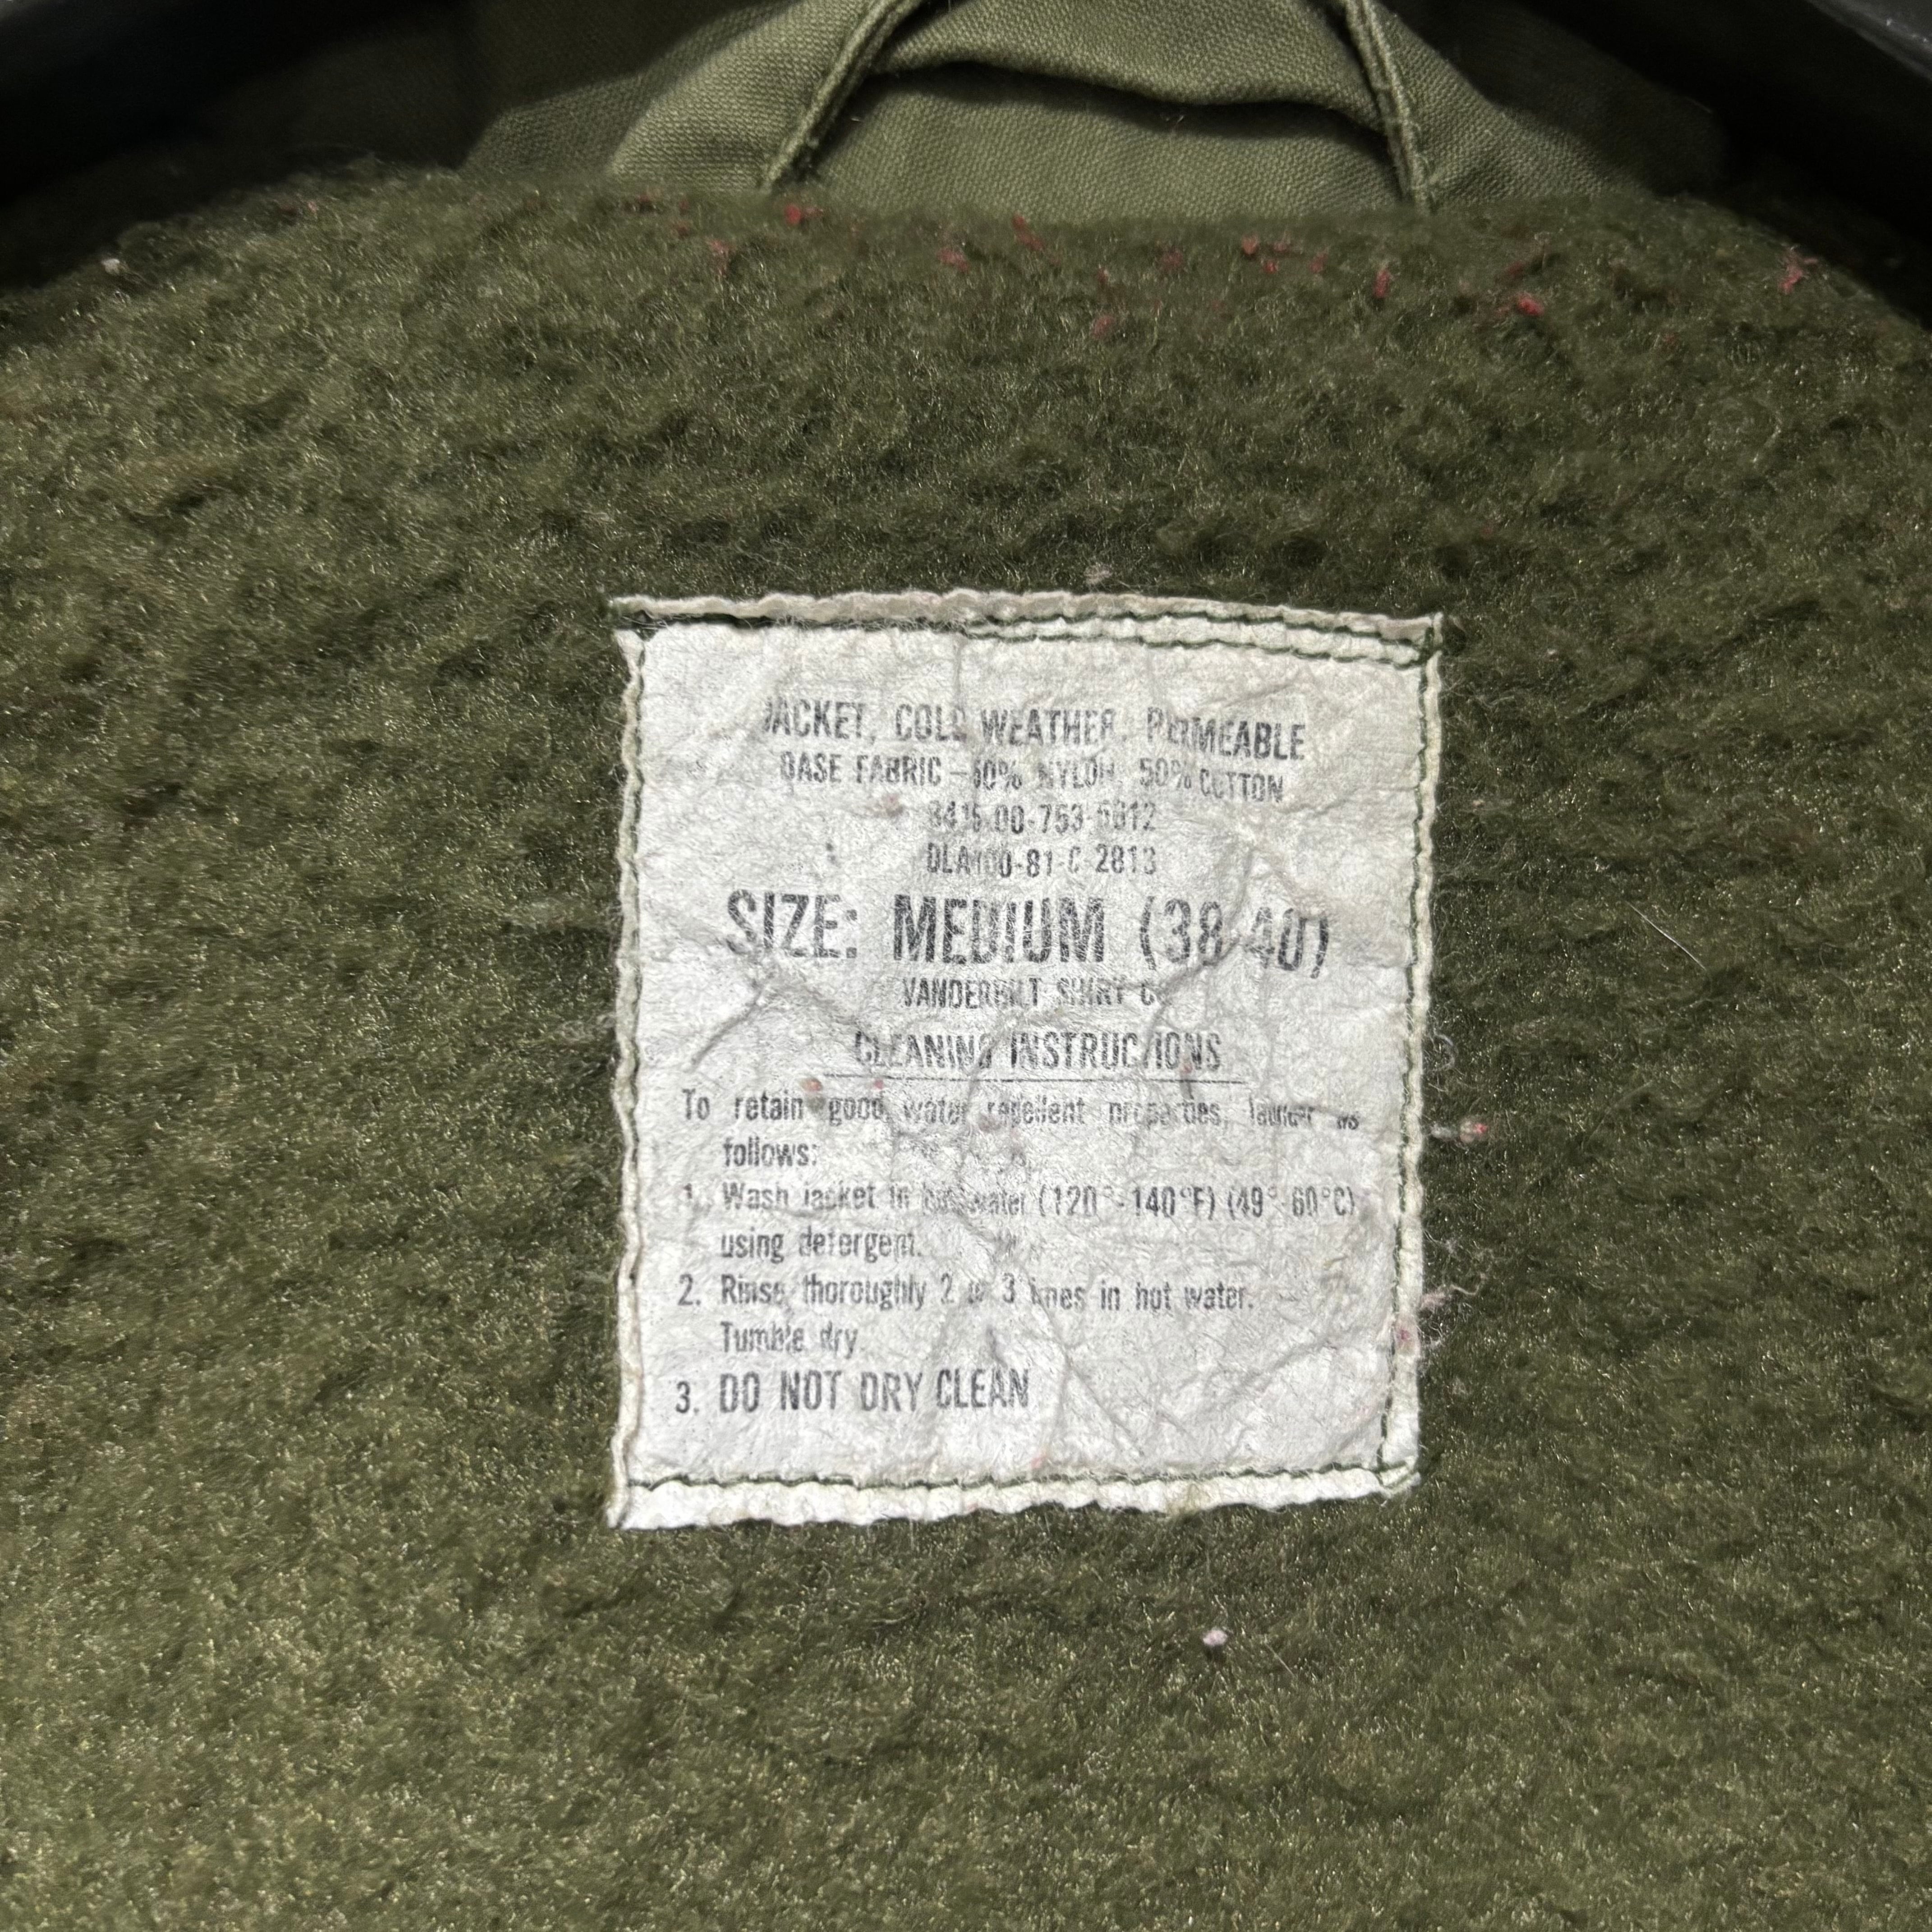 JACKET, COLD WEATHER, PERMEABLE
BASE FABRIC — 50% NYLON, 50% COTTON
8415-00-753-5612
DLA100-81-C-2813
SIZE: MEDIUM (38-40)
VANDERBILT SHIRT CO
CLEANING INSTRUCTIONS
To retain good water repellent properties, launder as
follows:
1. Wash jacket in hot water (120°-140°F) (49°-60°C)
using detergent.
2. Rinse thoroughly 2 or 3 times in hot water.
Tumble dry.
3. DO NOT DRY CLEAN